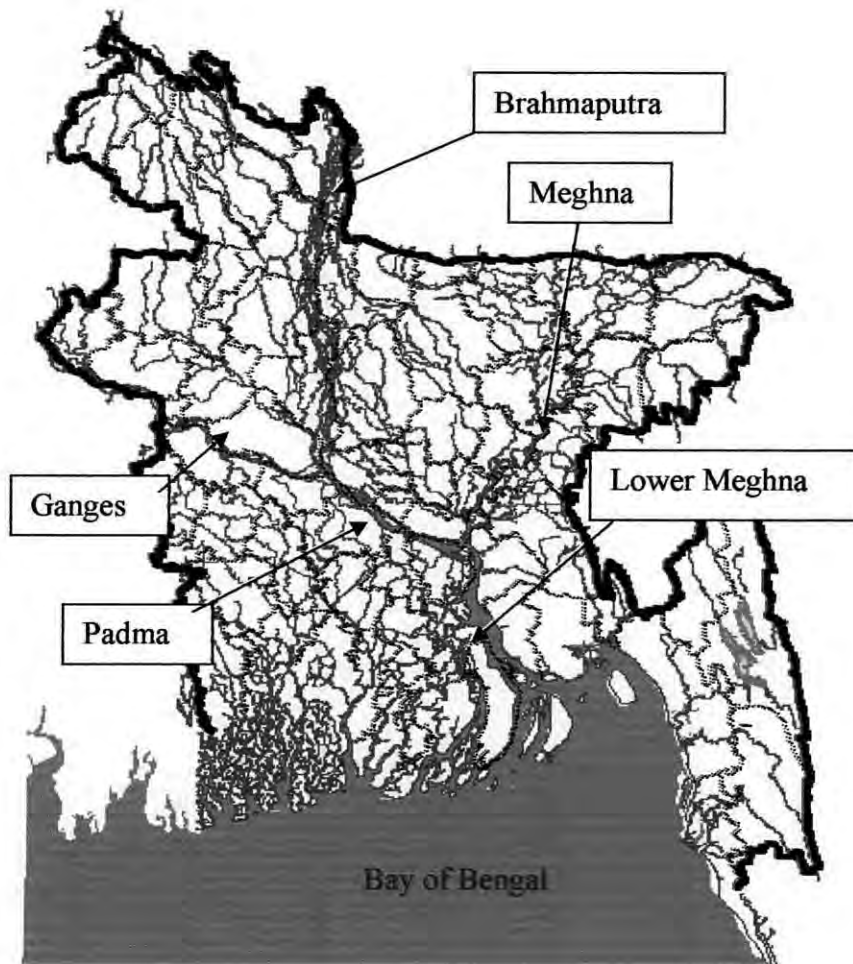 Brahmaputra
Meghna
Ganges
Lower Meghna
Padma
Bay of Bengal